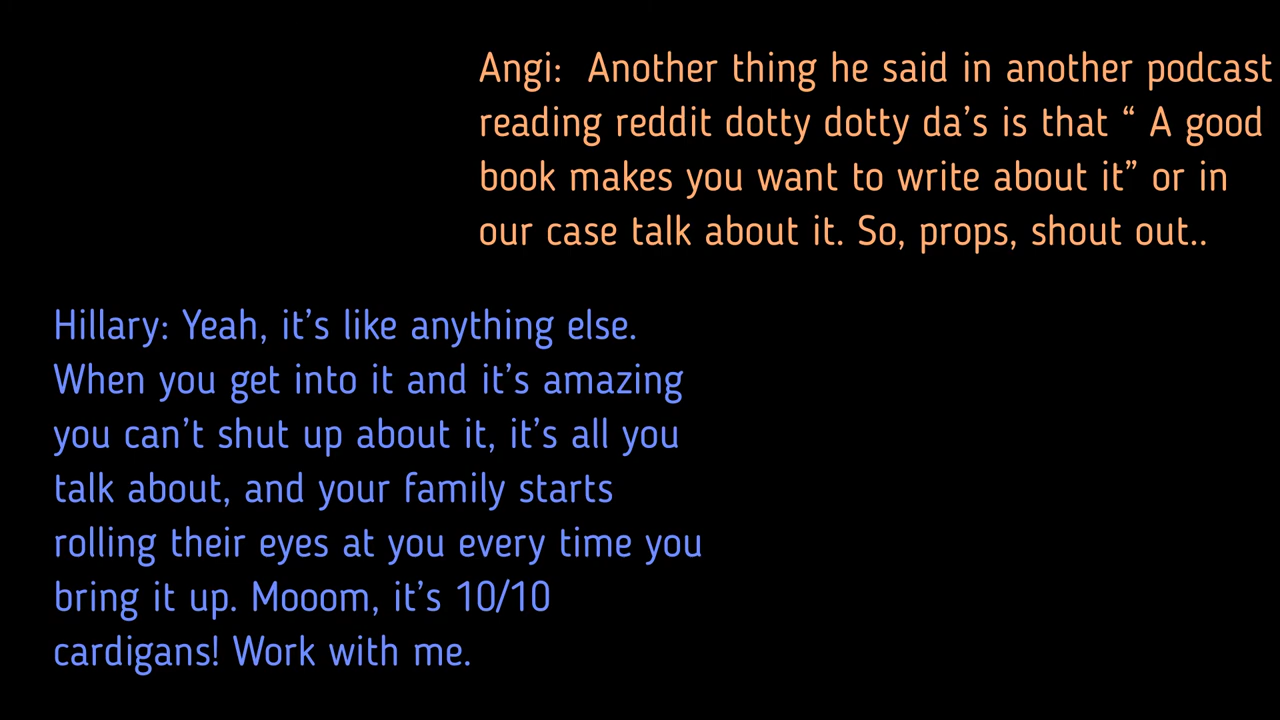 Angi:  Another thing he said in another podcast
reading reddit dotty dotty da’s is that “ A good
book makes you want to write about it” or in
our case talk about it. So, props, shout out..
Hillary: Yeah, it’s like anything else.
When you get into it and it’s amazing
you can’t shut up about it, it’s all you
talk about, and your family starts
rolling their eyes at you every time you
bring it up. Mooom, it’s 10/10
cardigans! Work with me.